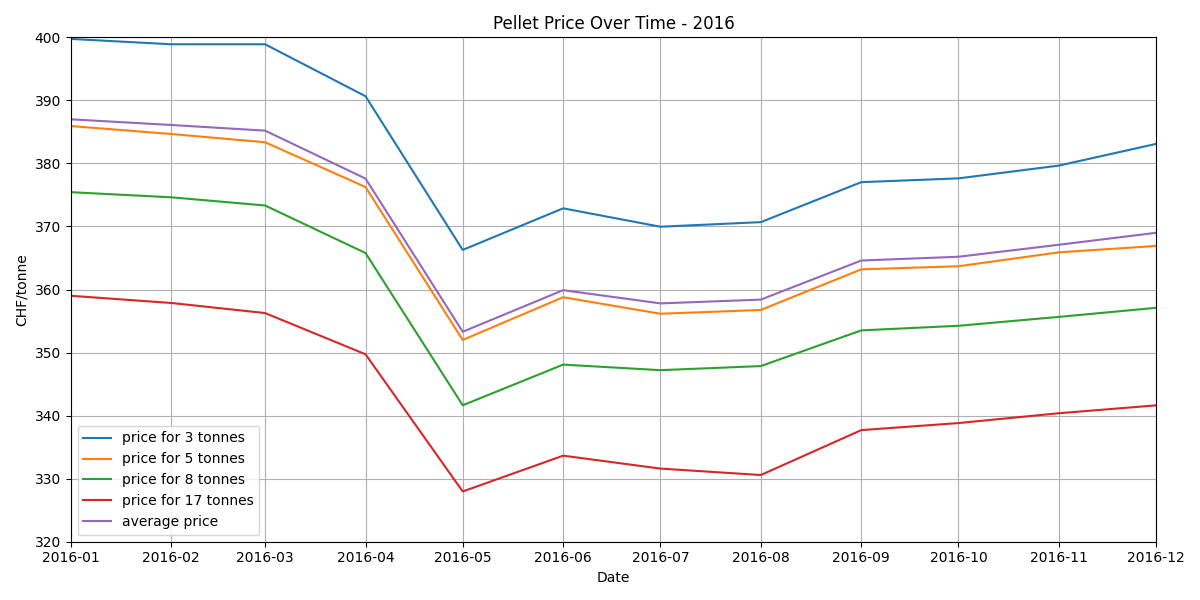 Pellet Price Over Time - 2016
CHF/tonne
400
390
380
370
360
350
340
330
320
price for 3 tonnes
price for 5 tonnes
price for 8 tonnes
price for 17 tonnes
average price
2016-01 2016-02 2016-03 2016-04 2016-05 2016-06 2016-07 2016-08 2016-09 2016-10 2016-11 2016-12
Date